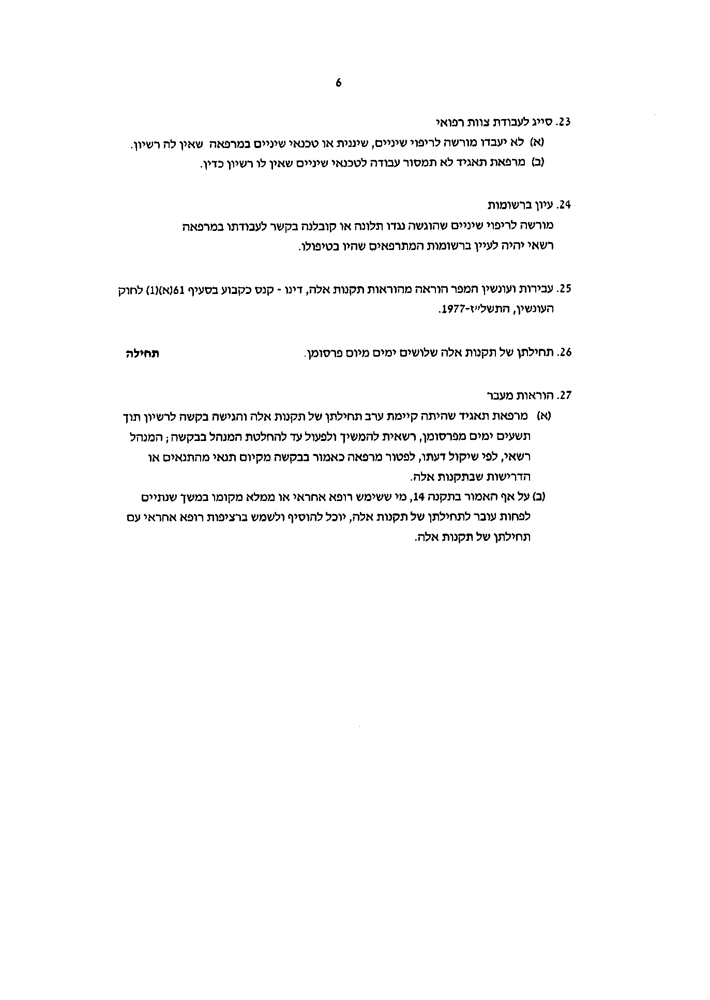 6
23. סייג לעבודת צוות רפואי
(א) לא יעבדו מורשה לריפוי שיניים, שיננית או טכנאי שיניים במרפאה שאין לה רשיון.
(ב) מרפאת תאגיד לא תמסור עבודה לטכנאי שיניים שאין לו רשיון כדין.
24. עיון ברשומות
מורשה לריפוי שיניים שהוגשה נגדו תלונה או קובלנה בקשר לעבודתו במרפאה
רשאי יהיה לעיין ברשומות המתרפאים שהיו בטיפולו.
25. עבירות ועונשין המפר הוראה מהוראות תקנות אלה, דינו - קנס כקבוע בסעיף 61(א)(1) לחוק
העונשין, התשל״ז-1977.
26. תחילתן של תקנות אלה שלושים ימים מיום פרסומן. תחילה
27. הוראות מעבר
(א) מרפאת תאגיד שהיתה קיימת ערב תחילתן של תקנות אלה והגישה בקשה לרשיון תוך
תשעים ימים מפרסומן, רשאית להמשיך ולפעול עד להחלטת המנהל בבקשה; המנהל
רשאי, לפי שיקול דעתו, לפטור מרפאה כאמור בבקשה מקיום תנאי מהתנאים או
הדרישות שבתקנות אלה.
(ב) על אף האמור בתקנה 14, מי ששימש רופא אחראי או ממלא מקומו במשך שנתיים
לפחות עובר לתחילתן של תקנות אלה, יוכל להוסיף ולשמש ברציפות רופא אחראי עם
תחילתן של תקנות אלה.